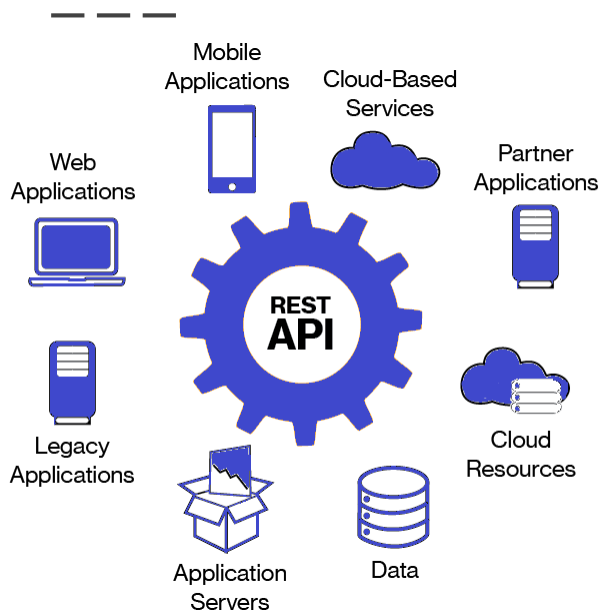 Mobile
Applications
Cloud-Based
Services
Web
Applications
Partner
Applications
REST
API
Legacy
Applications
Cloud
Resources
Application
Servers
Data